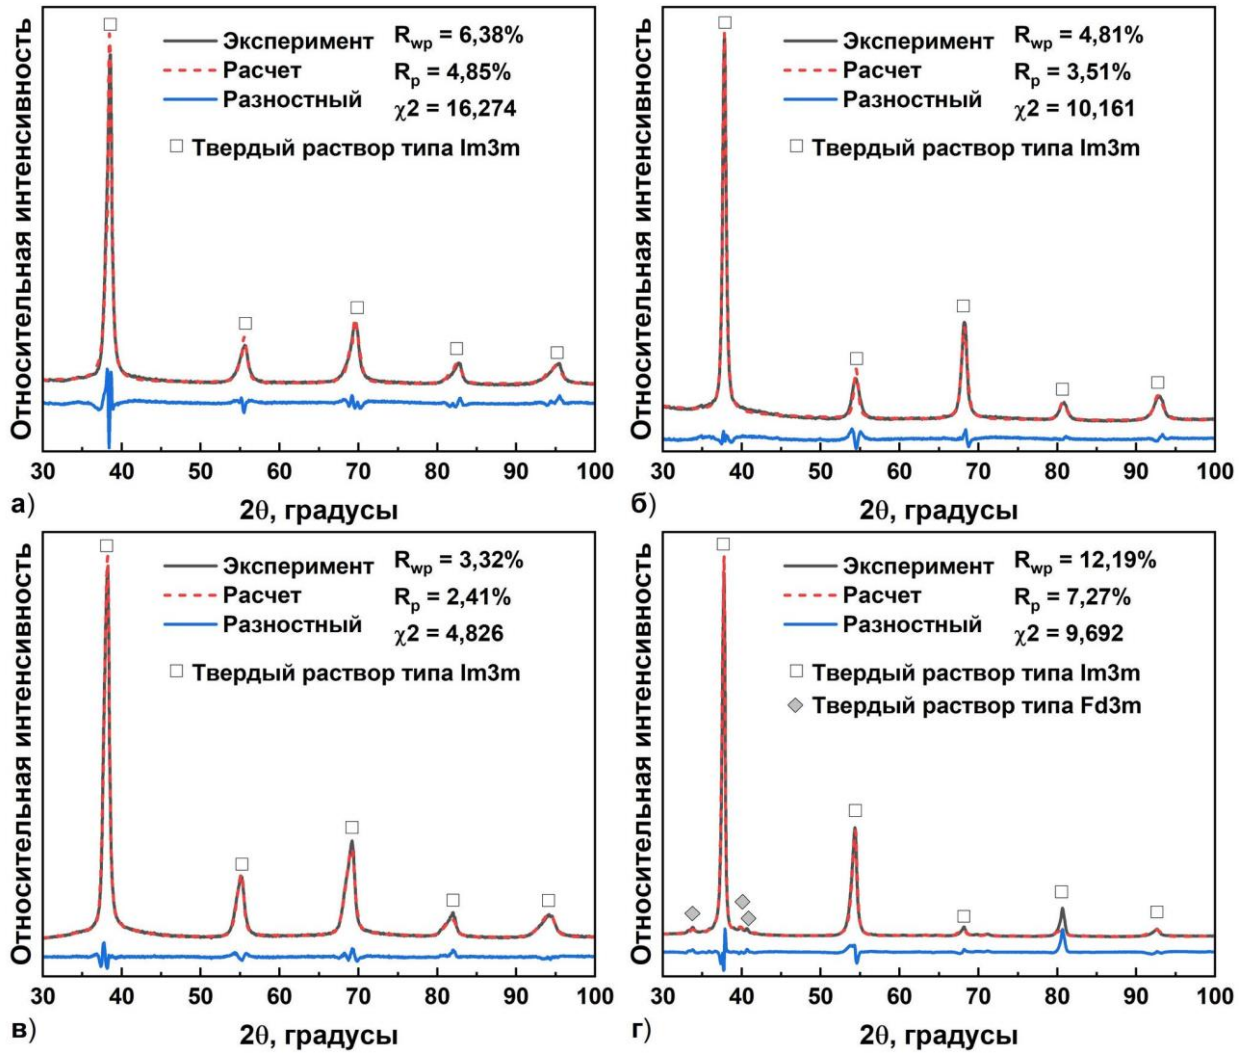 Относительная интенсивность
Эксперимент
Расчет
Разностный
Rwp = 6,38%
Rp = 4,85%
χ2 = 16,274
Твердый раствор типа Im3m
30 40 50 60 70 80 90 100
2θ, градусы
а)
Относительная интенсивность
Эксперимент
Расчет
Разностный
Rwp = 4,81%
Rp = 3,51%
χ2 = 10,161
Твердый раствор типа Im3m
30 40 50 60 70 80 90 100
2θ, градусы
б)
Относительная интенсивность
Эксперимент
Расчет
Разностный
Rwp = 3,32%
Rp = 2,41%
χ2 = 4,826
Твердый раствор типа Im3m
30 40 50 60 70 80 90 100
2θ, градусы
в)
Относительная интенсивность
Эксперимент
Расчет
Разностный
Rwp = 12,19%
Rp = 7,27%
χ2 = 9,692
Твердый раствор типа Im3m
Твердый раствор типа Fd3m
30 40 50 60 70 80 90 100
2θ, градусы
г)